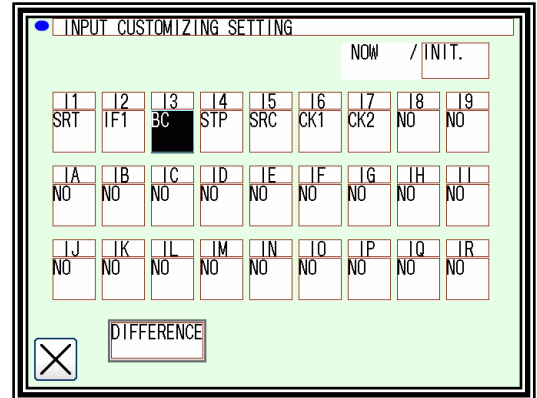 INPUT CUSTOMIZING SETTING
NOW / INIT.
I1 I2 I3 I4 I5 I6 I7 I8 I9
SRT IF1 BC STP SRC CK1 CK2 NO NO
IA IB IC ID IE IF IG IH II
NO NO NO NO NO NO NO NO NO
IJ IK IL IM IN IO IP IQ IR
NO NO NO NO NO NO NO NO NO
DIFFERENCE